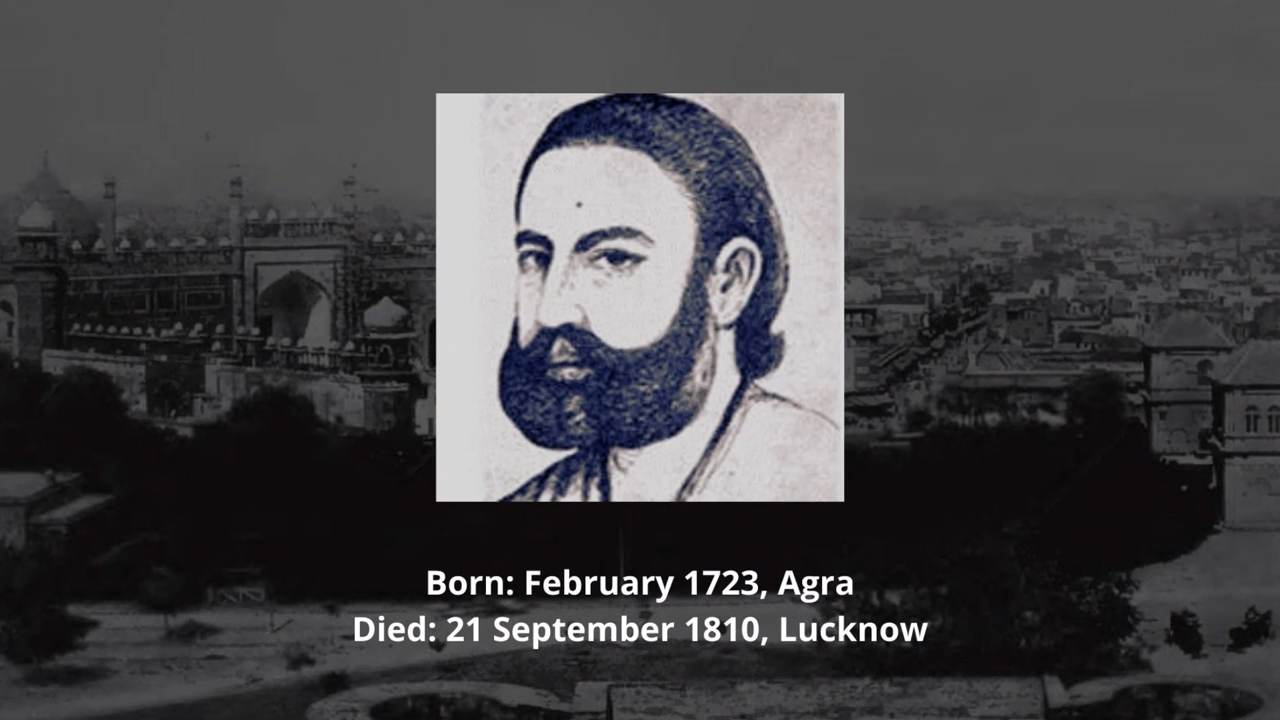 Born: February 1723, Agra
Died: 21 September 1810, Lucknow